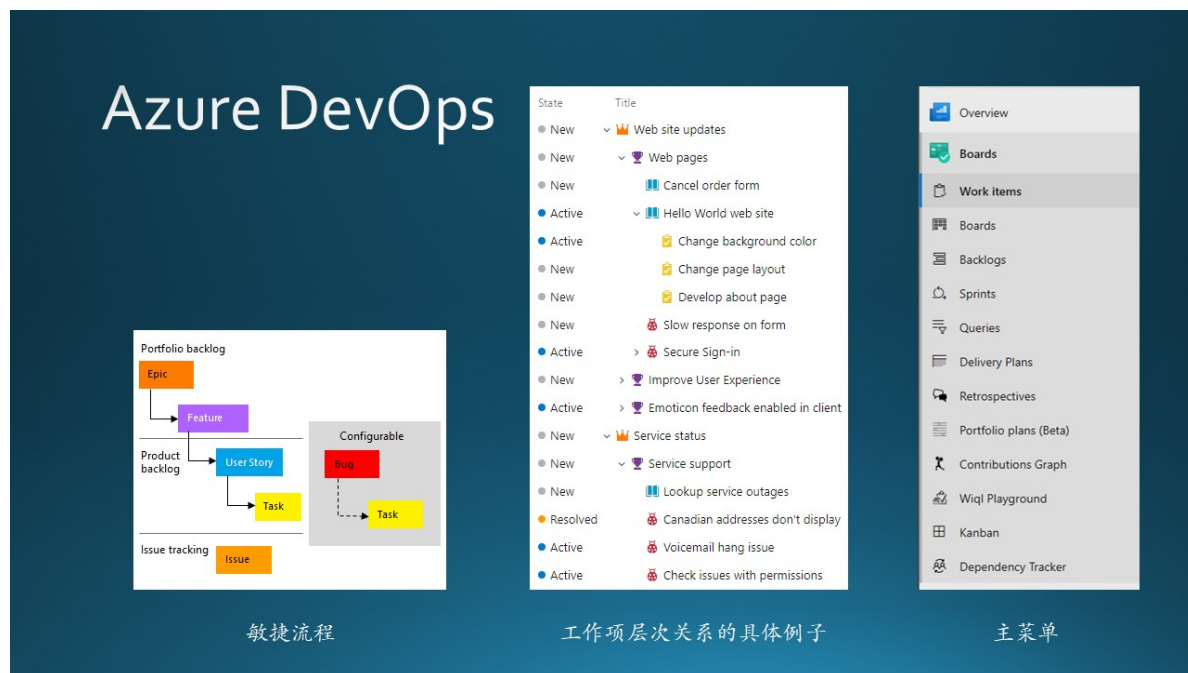 Azure DevOps
Portfolio backlog
Epic
Feature
Product
backlog
User Story
Task
Issue tracking
Issue
Configurable
Bug
Task
敏捷流程
State Title
New Web site updates
New Web pages
New Cancel order form
Active Hello World web site
Active Change background color
New Change page layout
New Develop about page
New Slow response on form
Active Secure Sign-in
New Improve User Experience
Active Emoticon feedback enabled in client
New Service status
New Service support
New Lookup service outages
Resolved Canadian addresses don't display
Active Voicemail hang issue
Active Check issues with permissions
工作项层次关系的具体例子
Overview
Boards
Work items
Boards
Backlogs
Sprints
Queries
Delivery Plans
Retrospectives
Portfolio plans (Beta)
Contributions Graph
Wiql Playground
Kanban
Dependency Tracker
主菜单